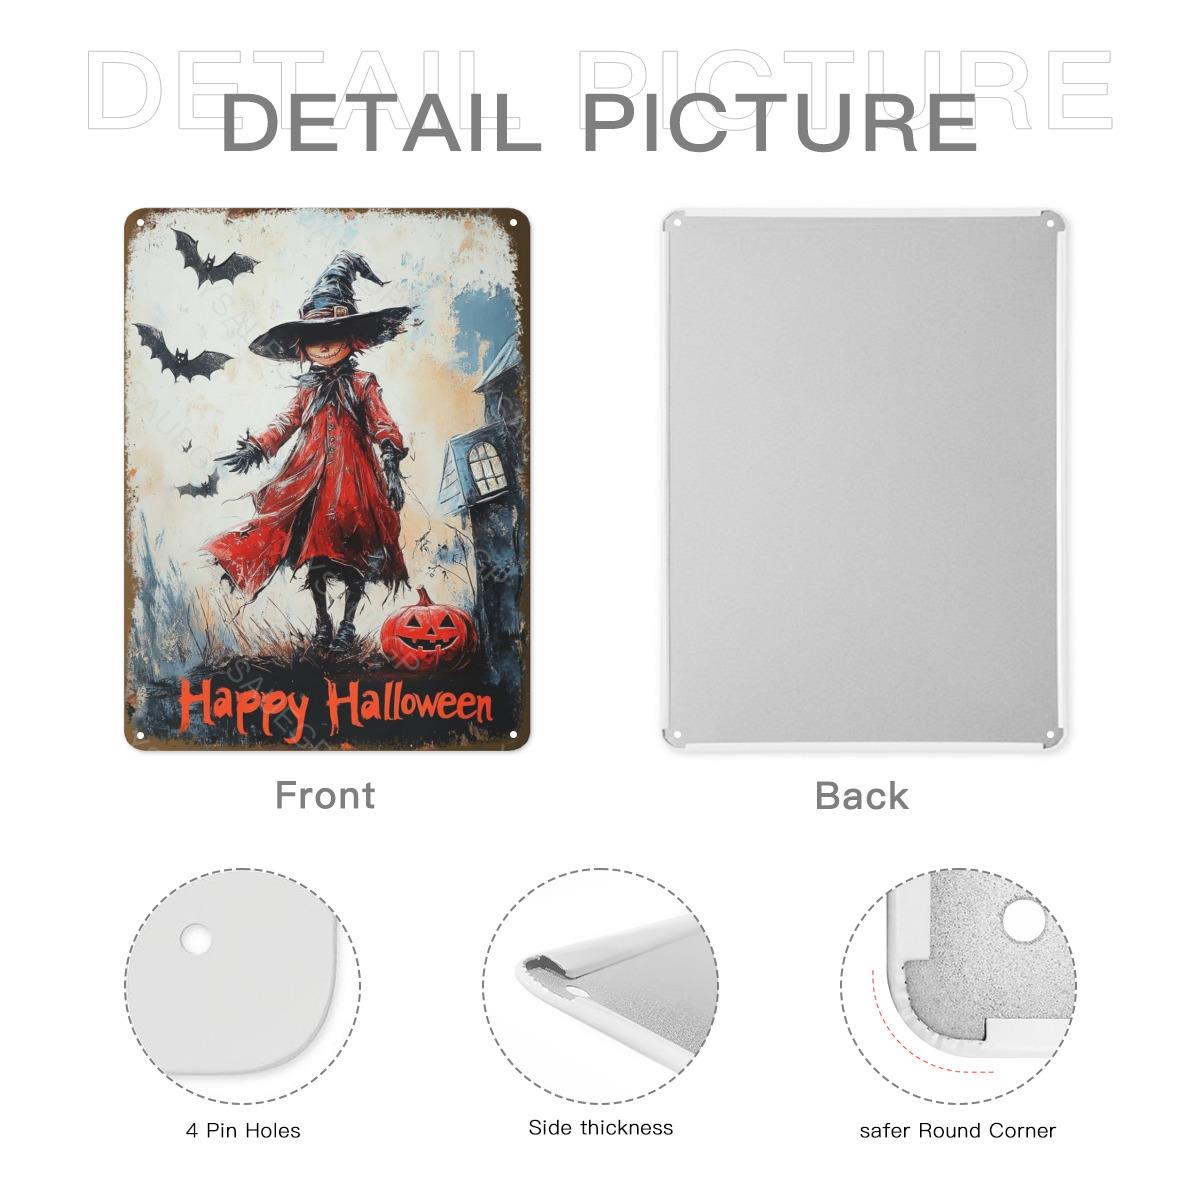 DETAIL PICTURE
DETAIL PICTURE
Happy Halloween
Front
Back
4 Pin Holes
Side thickness
safer Round Corner